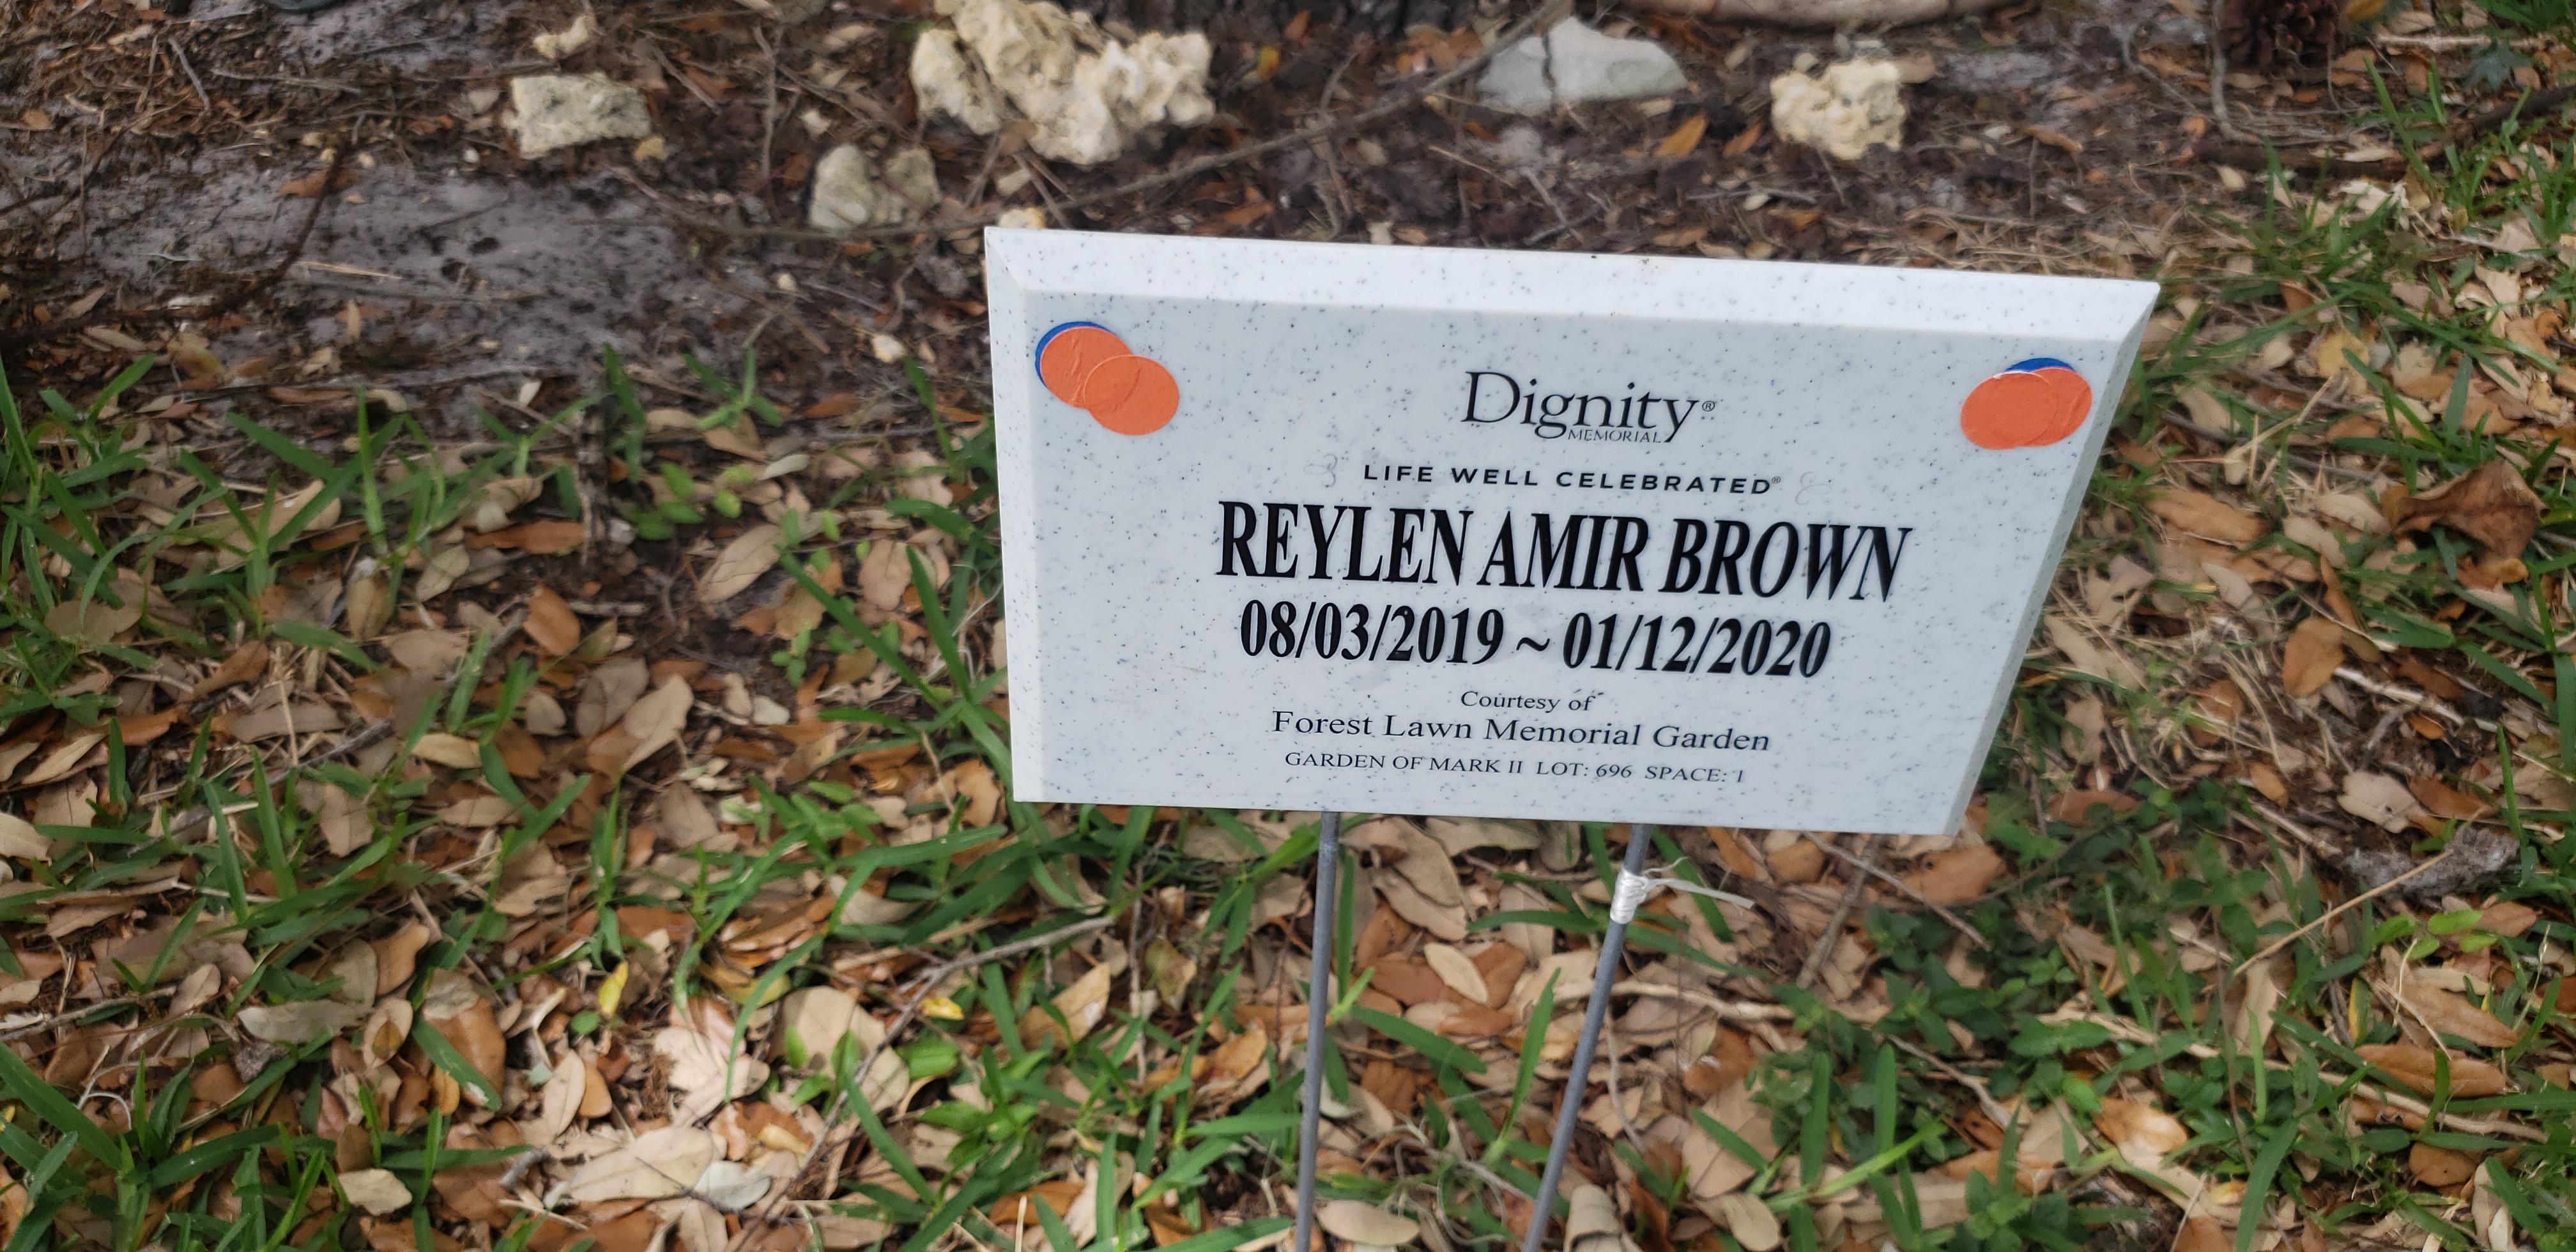 Dignity®
MEMORIAL
LIFE WELL CELEBRATED®
REYLEN AMIR BROWN
08/03/2019 ~ 01/12/2020
Courtesy of
Forest Lawn Memorial Garden
GARDEN OF MARK II LOT: 696 SPACE: 1